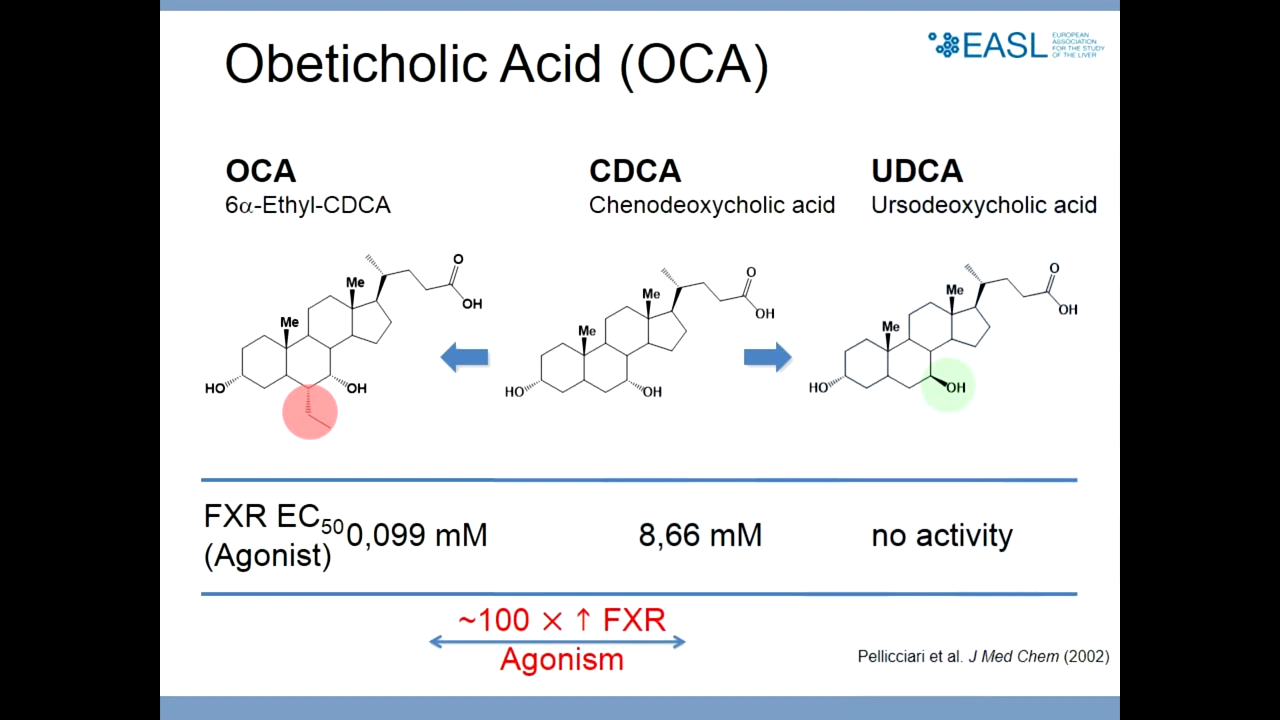 Obeticholic Acid (OCA)
EASL
EUROPEAN
ASSOCIATION
FOR THE STUDY
OF THE LIVER
OCA
6α-Ethyl-CDCA
CDCA
Chenodeoxycholic acid
UDCA
Ursodeoxycholic acid
Me
Me
O
OH
HO
OH
Me
Me
O
OH
HO
OH
Me
Me
O
OH
HO
OH
FXR EC50
(Agonist)
0,099 mM
8,66 mM
no activity
~100 × ↑ FXR
Agonism
Pellicciari et al. J Med Chem (2002)